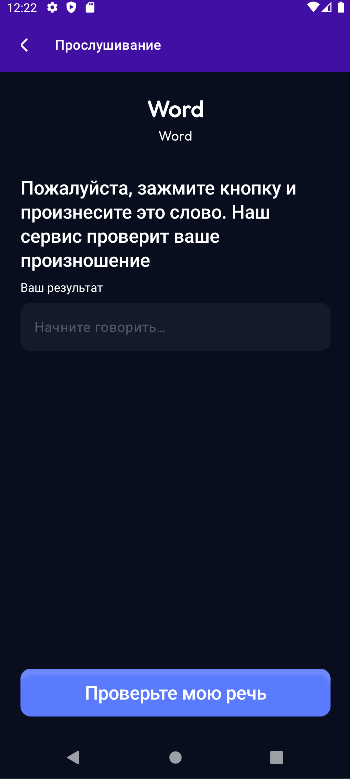 12:22
Прослушивание
Word
Word
Пожалуйста, зажмите кнопку и
произнесите это слово. Наш
сервис проверит ваше
произношение
Ваш результат
Начните говорить...
Проверьте мою речь